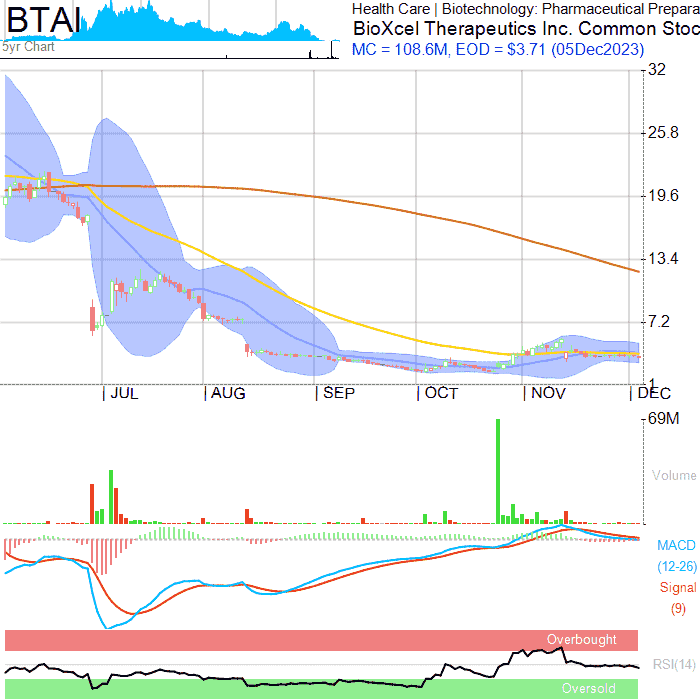 BTAI
5yr Chart
Health Care | Biotechnology: Pharmaceutical Prepara
BioXcel Therapeutics Inc. Common Stoc
MC = 108.6M, EOD = $3.71 (05Dec2023)
32
25.8
19.6
13.4
7.2
1
JUL AUG SEP OCT NOV DEC
69M
Volume
MACD
(12-26)
Signal
(9)
Overbought
RSI(14)
Oversold